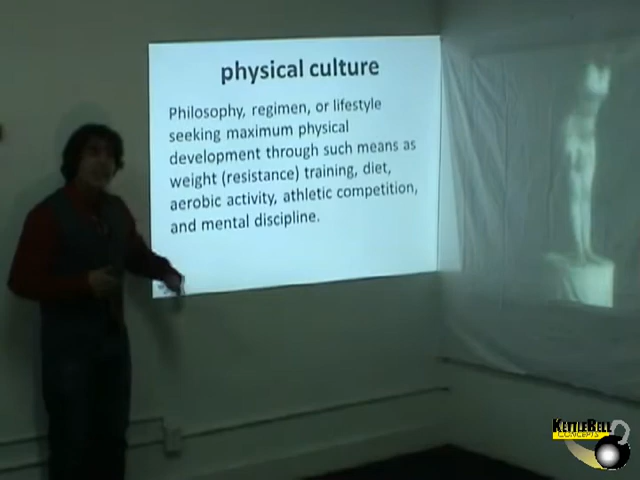 physical culture
Philosophy, regimen, or lifestyle
seeking maximum physical
development through such means as
weight (resistance) training, diet,
aerobic activity, athletic competition,
and mental discipline.
KETTLEBELL
CONCEPTS